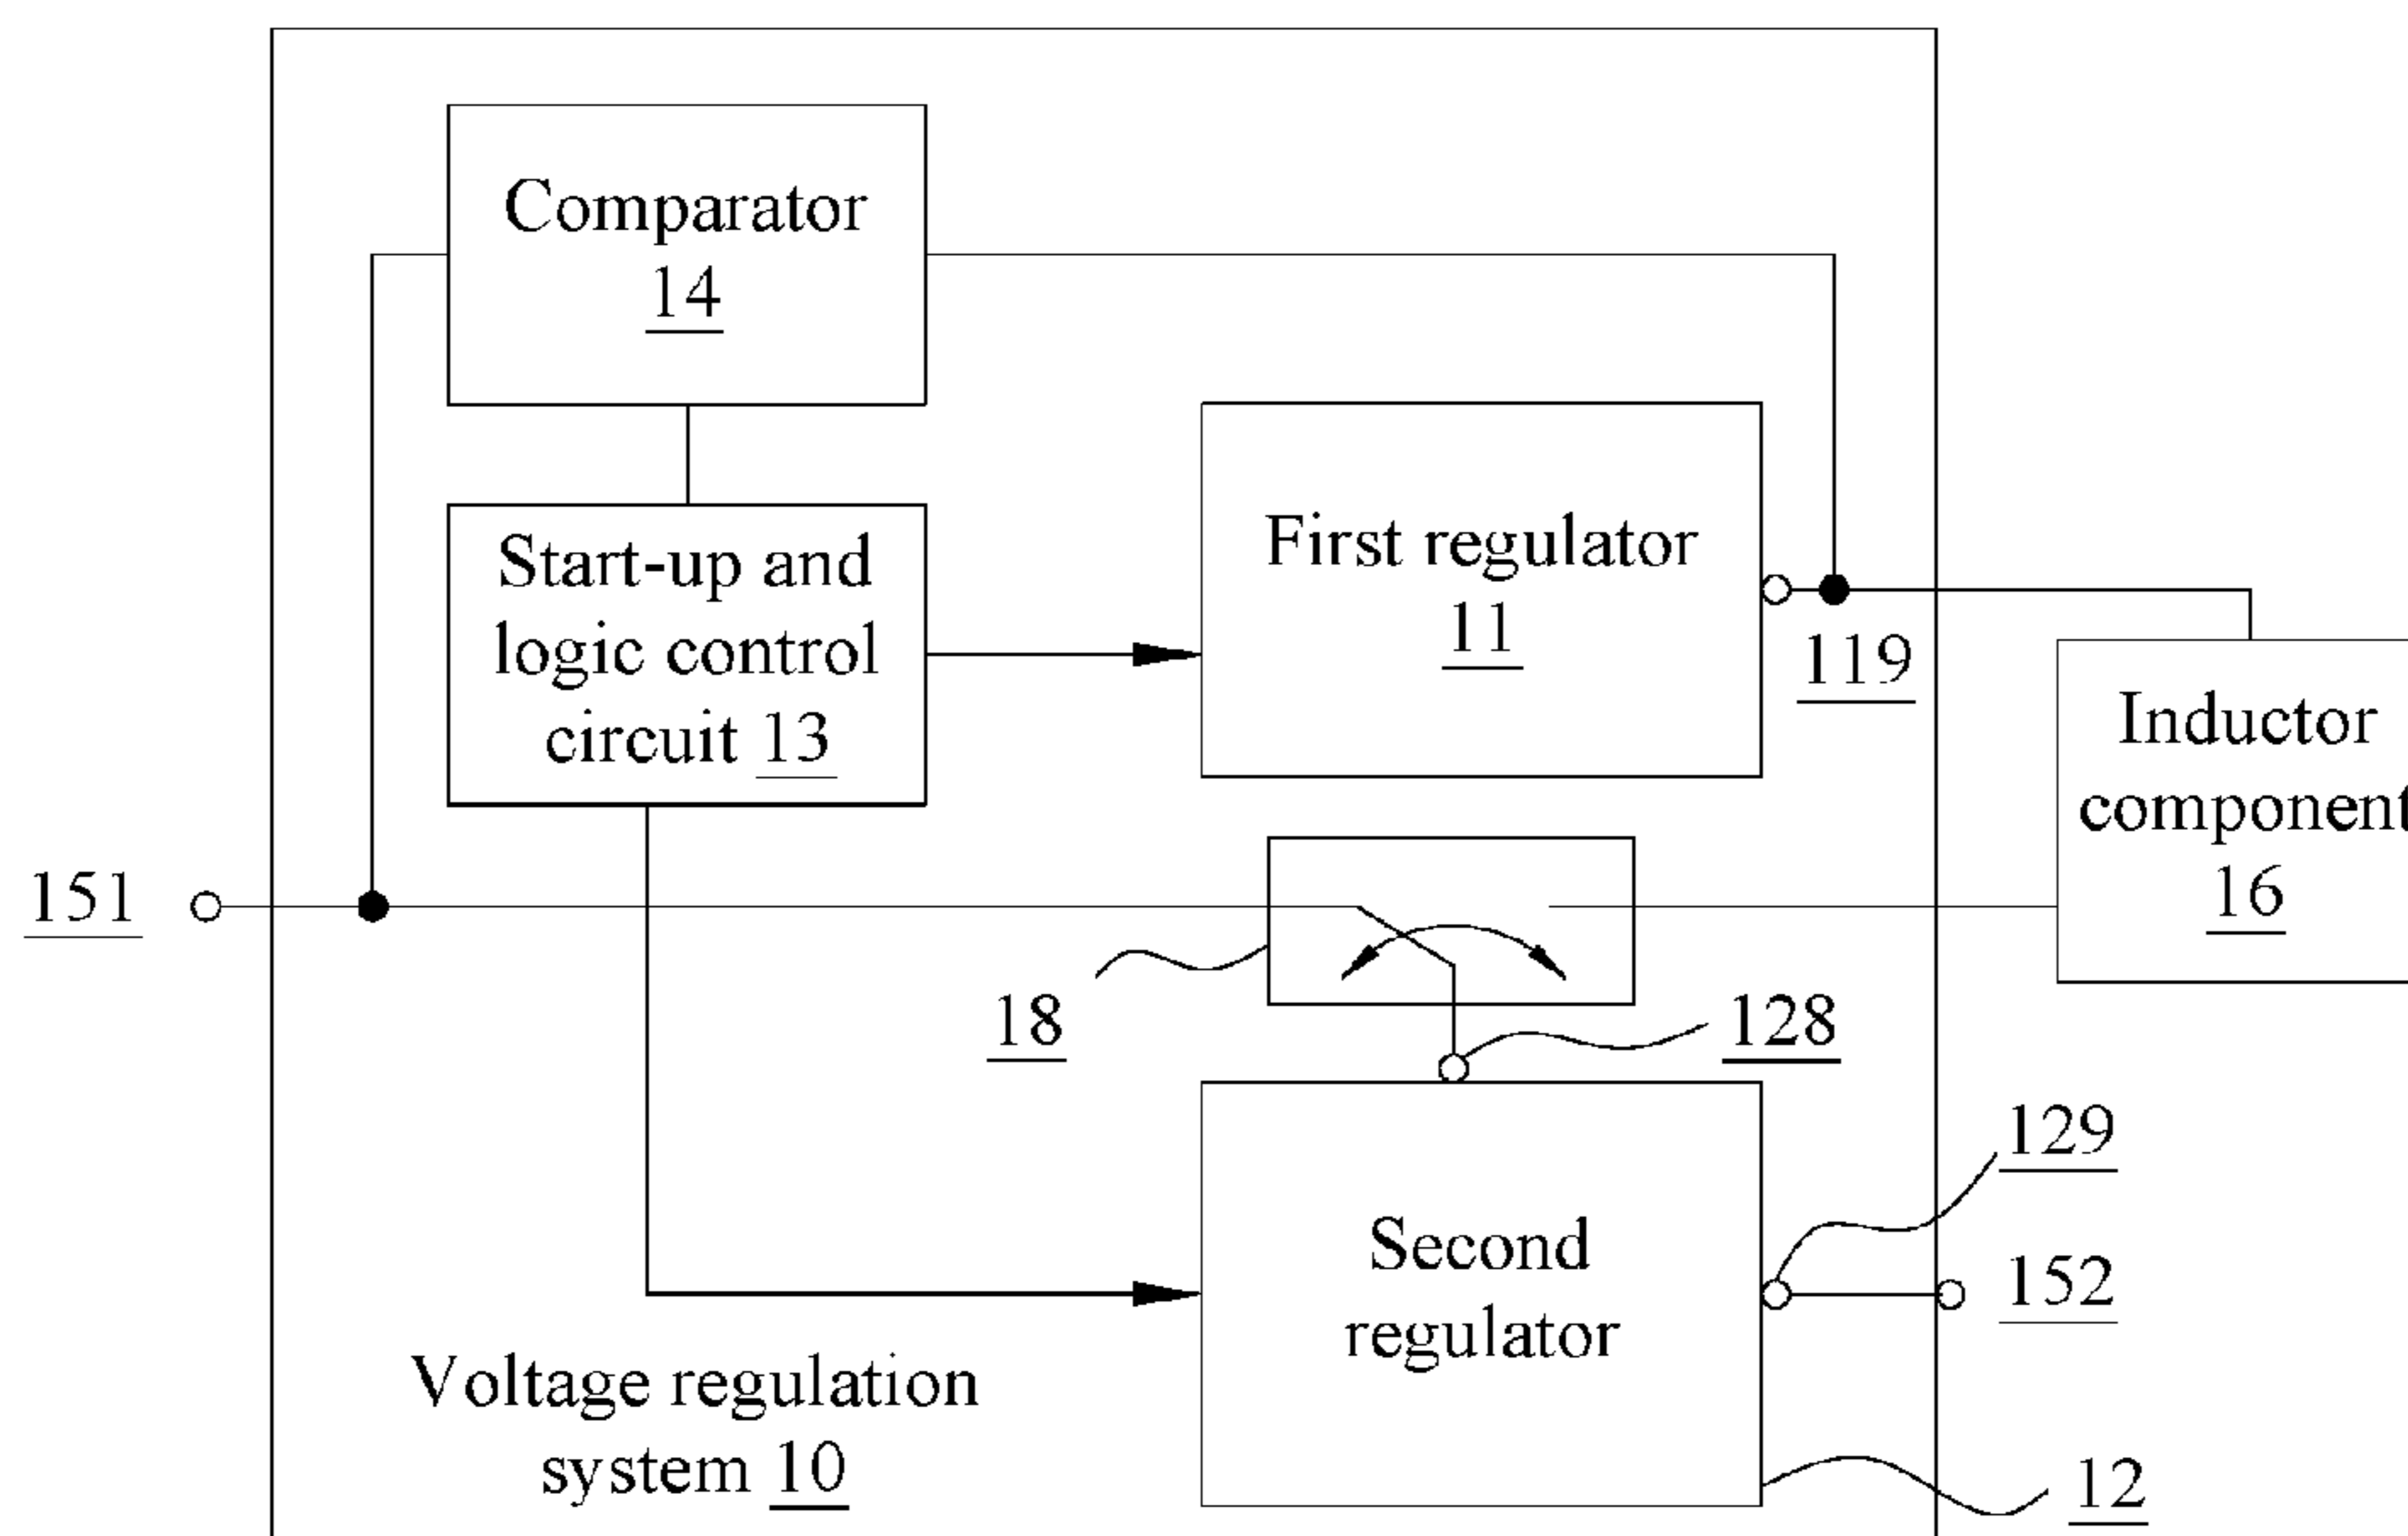 Comparator
14
Start-up and
logic control
circuit 13
First regulator
11
119
Inductor
component
16
151
18
128
129
Second
regulator
152
Voltage regulation
system 10
12